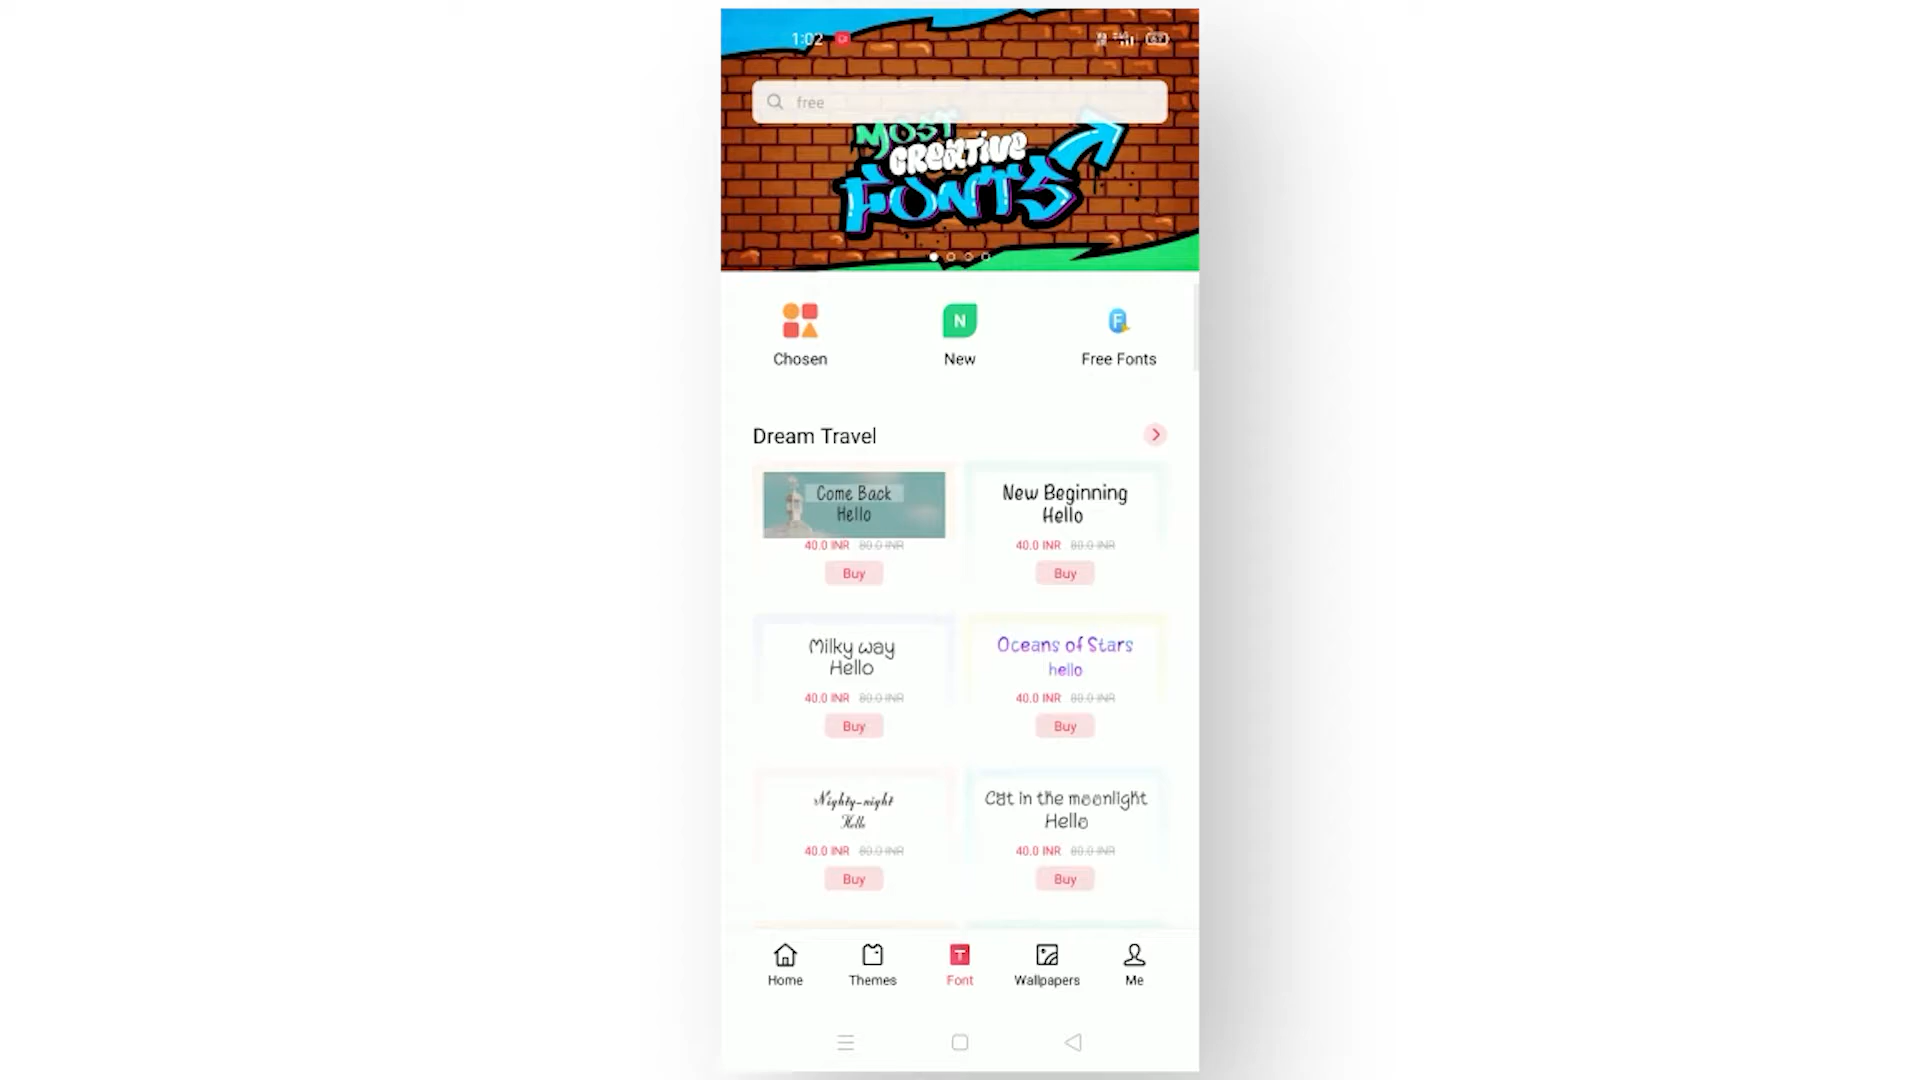 1:02
free
MOST
CREATIVE
FONTS
N
F
Chosen
New
Free Fonts
Dream Travel
Come Back
Hello
New Beginning
Hello
40.0 INR 80.0 INR
40.0 INR 80.0 INR
Buy
Buy
Milky way
Hello
Oceans of Stars
hello
40.0 INR 80.0 INR
40.0 INR 80.0 INR
Buy
Buy
Nighty-night
Hello
Cat in the moonlight
Hello
40.0 INR 80.0 INR
40.0 INR 80.0 INR
Buy
Buy
T
Home
Themes
Font
Wallpapers
Me